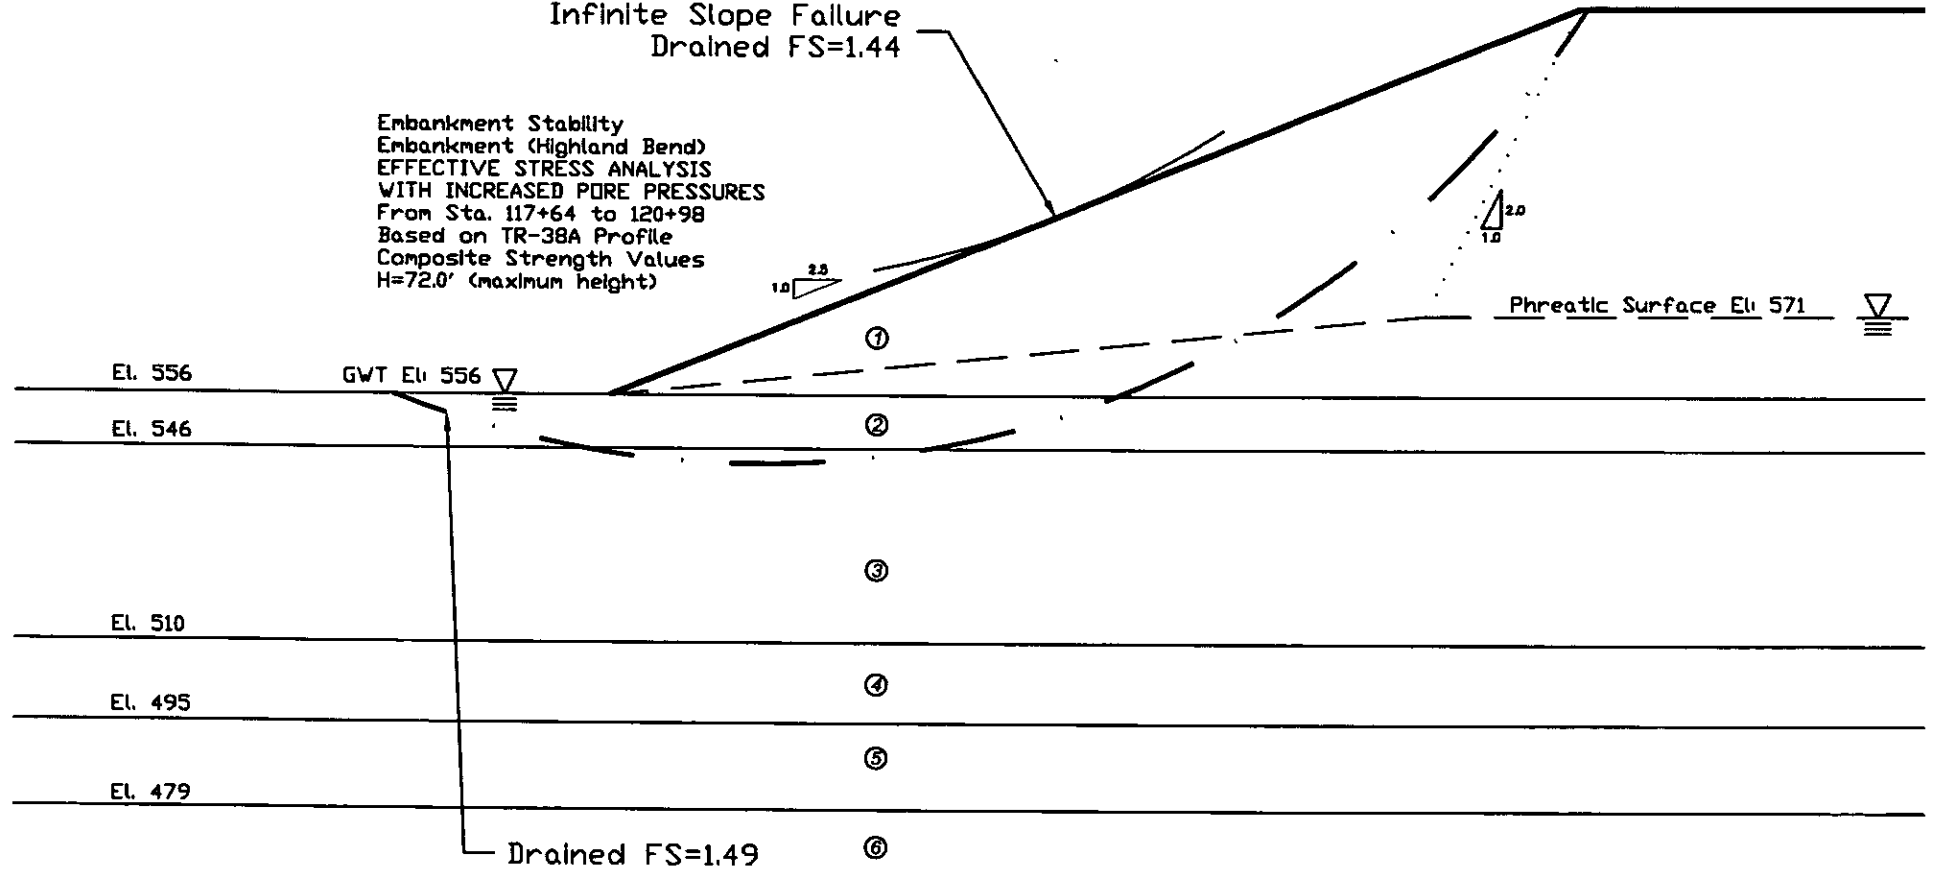 Infinite Slope Failure
Drained FS=1.44
Embankment Stability
Embankment (Highland Bend)
EFFECTIVE STRESS ANALYSIS
WITH INCREASED PORE PRESSURES
From Sta. 117+64 to 120+98
Based on TR-38A Profile
Composite Strength Values
H=72.0' (maximum height)
2.5
1.0
2.0
1.0
Phreatic Surface El: 571
1
El. 556
GWT El: 556
2
El. 546
3
El. 510
4
El. 495
5
El. 479
Drained FS=1.49
6